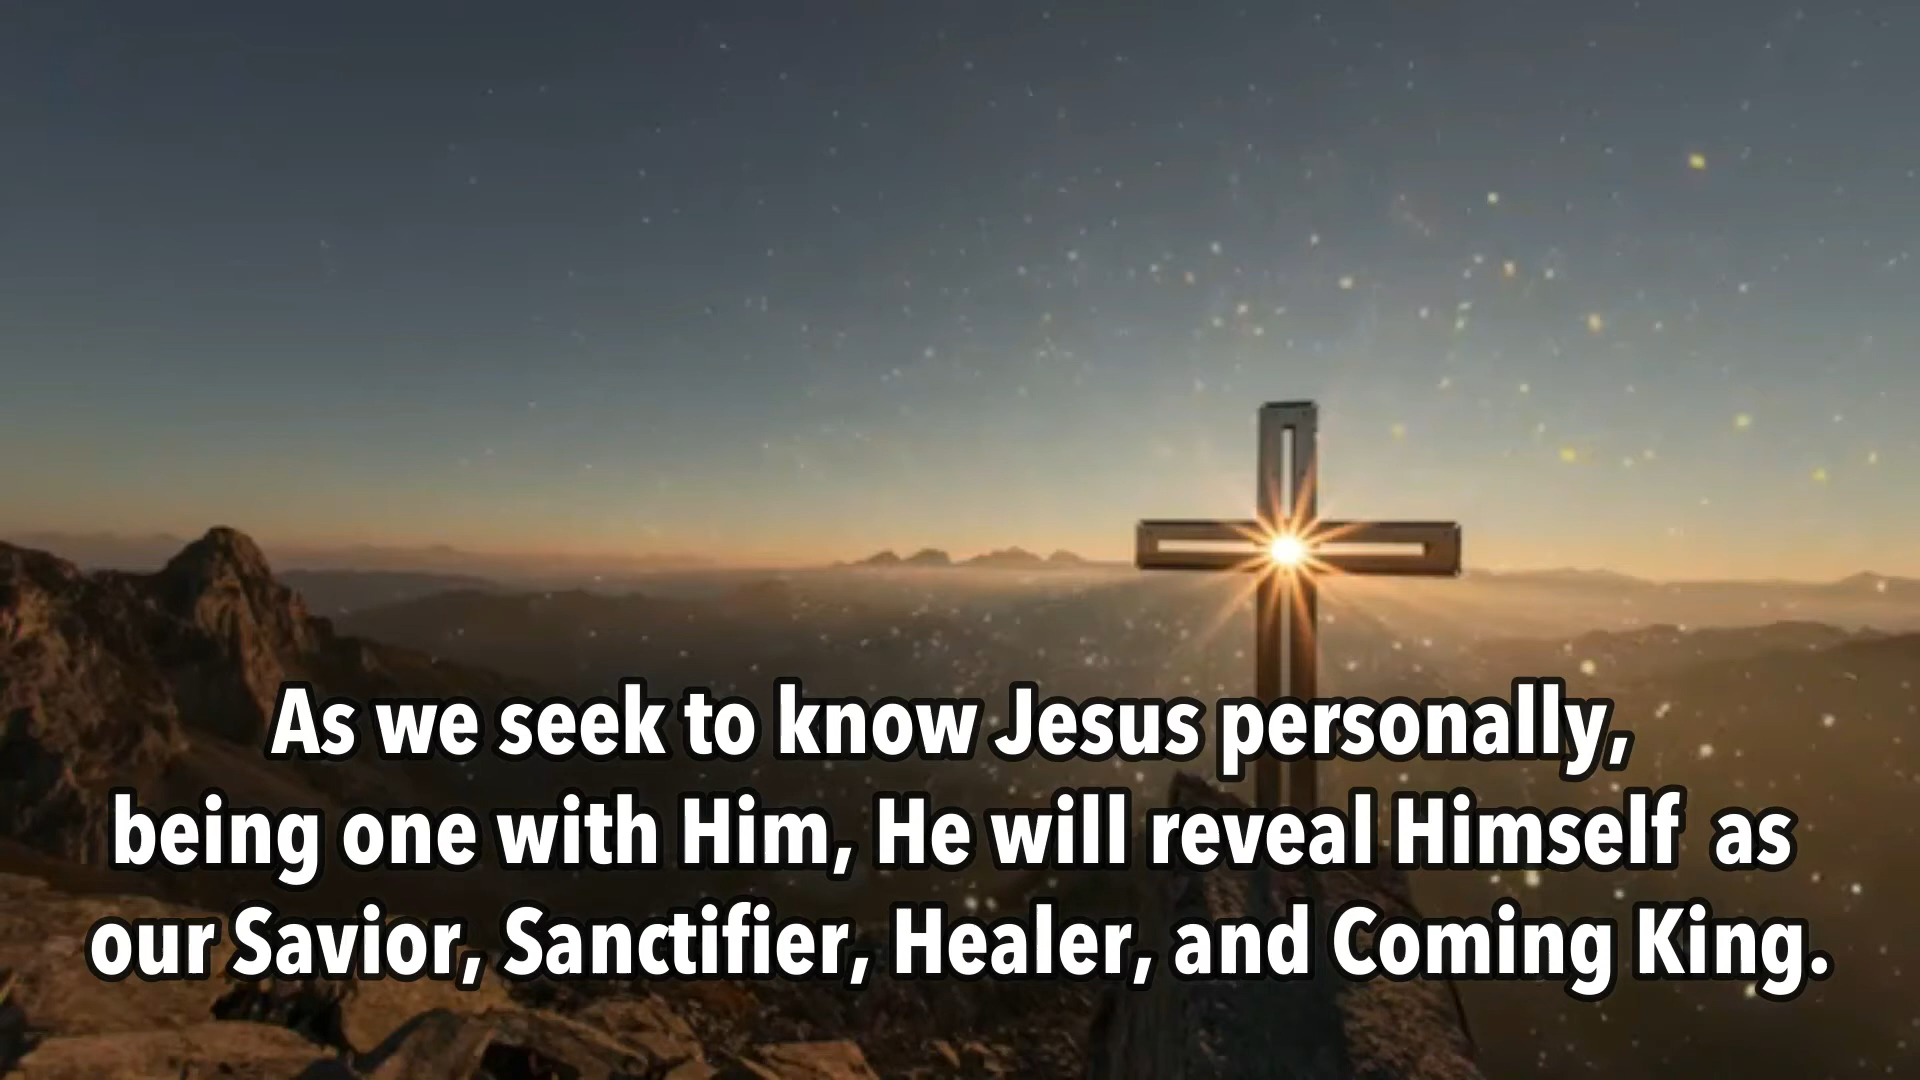 As we seek to know Jesus personally,
being one with Him, He will reveal Himself as
our Savior, Sanctifier, Healer, and Coming King.